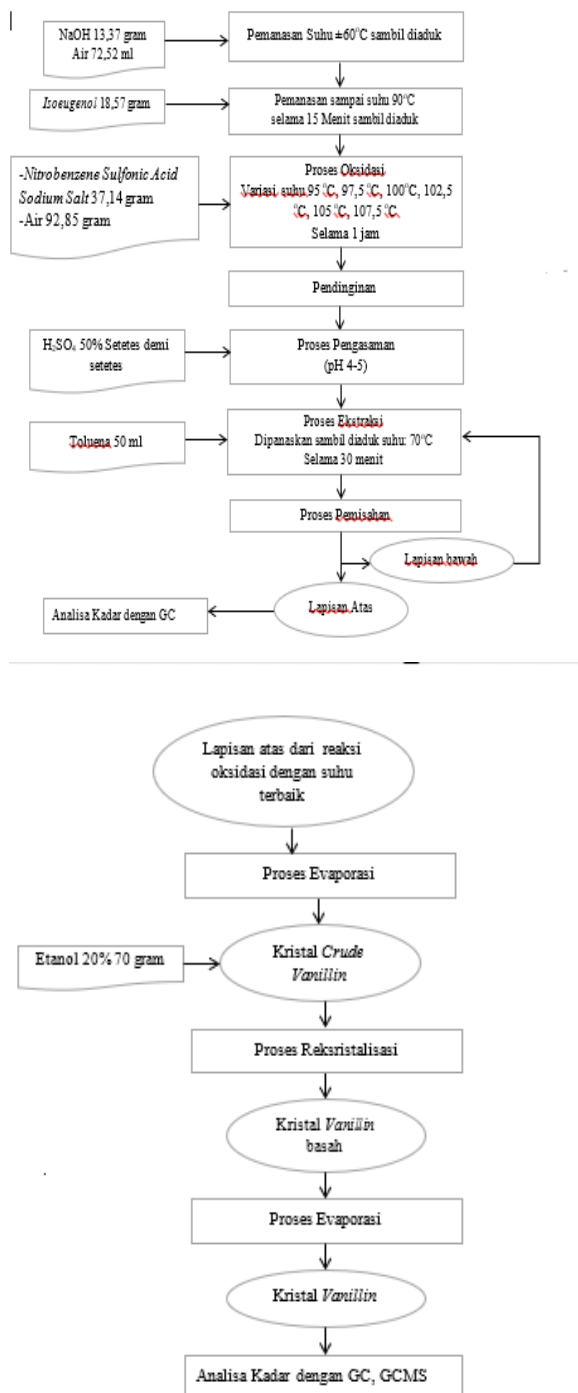 NaOH 13,37 gram
Air 72,52 ml
Pemanasan Suhu ±60°C sambil diaduk
Isoeugenol 18,57 gram
Pemanasan sampai suhu 90°C
selama 15 Menit sambil diaduk
-Nitrobenzene Sulfonic Acid
Sodium Salt 37,14 gram
-Air 92,85 gram
Proses Oksidasi
Variasi suhu 95 °C, 97,5 °C, 100°C, 102,5
°C, 105 °C, 107,5 °C.
Selama 1 jam
Pendinginan
H₂SO₄ 50% Setetes demi
setetes
Proses Pengasaman
(pH 4-5)
Toluena 50 ml
Proses Ekstraksi
Dipanaskan sambil diaduk suhu: 70°C
Selama 30 menit
Proses Pemisahan
Lapisan bawah
Lapisan Atas
Analisa Kadar dengan GC
Lapisan atas dari reaksi
oksidasi dengan suhu
terbaik
Proses Evaporasi
Etanol 20% 70 gram
Kristal Crude
Vanillin
Proses Reksristalisasi
Kristal Vanillin
basah
Proses Evaporasi
Kristal Vanillin
Analisa Kadar dengan GC, GCMS